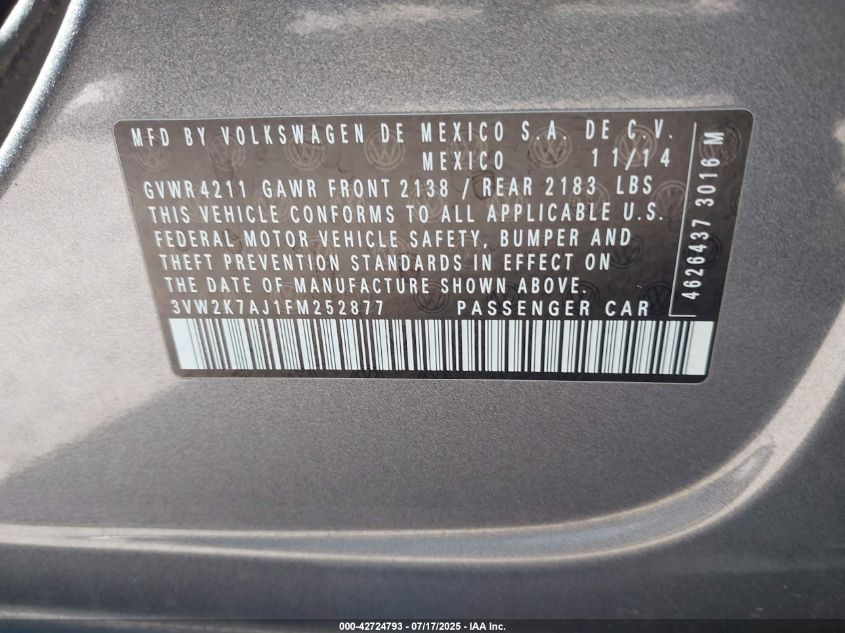 MFD BY VOLKSWAGEN DE MEXICO S.A. DE C.V.
MEXICO 11/14
GVWR 4211 GAWR FRONT 2138 / REAR 2183 LBS
THIS VEHICLE CONFORMS TO ALL APPLICABLE U.S.
FEDERAL MOTOR VEHICLE SAFETY, BUMPER AND
THEFT PREVENTION STANDARDS IN EFFECT ON
THE DATE OF MANUFACTURE SHOWN ABOVE.
3VW2K7AJ1FM252877 PASSENGER CAR
4626437 3016 M
000-42724793 - 07/17/2025 - IAA Inc.